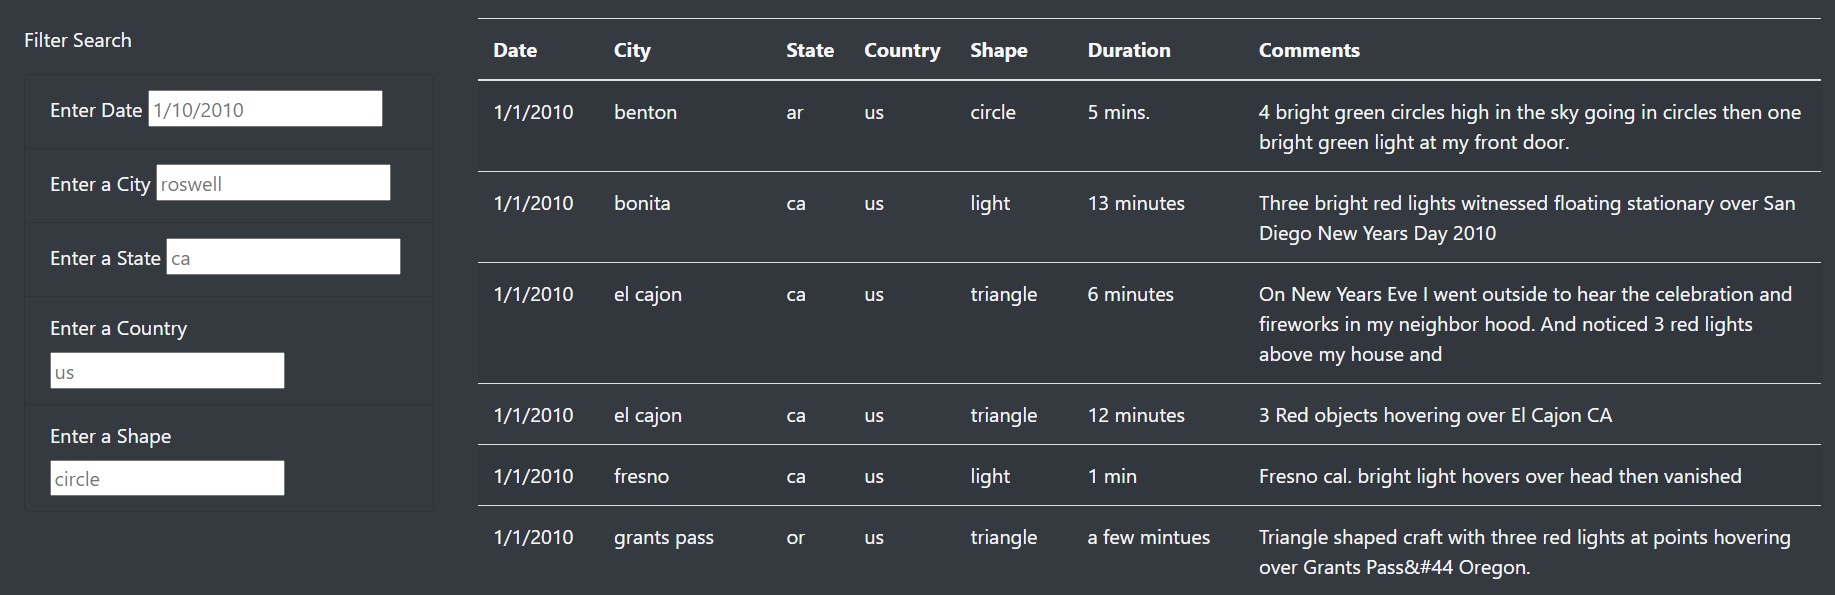 Filter Search
Enter Date 1/10/2010
Enter a City roswell
Enter a State ca
Enter a Country
us
Enter a Shape
circle
Date City State Country Shape Duration Comments
1/1/2010 benton ar us circle 5 mins. 4 bright green circles high in the sky going in circles then one
bright green light at my front door.
1/1/2010 bonita ca us light 13 minutes Three bright red lights witnessed floating stationary over San
Diego New Years Day 2010
1/1/2010 el cajon ca us triangle 6 minutes On New Years Eve I went outside to hear the celebration and
fireworks in my neighbor hood. And noticed 3 red lights
above my house and
1/1/2010 el cajon ca us triangle 12 minutes 3 Red objects hovering over El Cajon CA
1/1/2010 fresno ca us light 1 min Fresno cal. bright light hovers over head then vanished
1/1/2010 grants pass or us triangle a few mintues Triangle shaped craft with three red lights at points hovering
over Grants Pass&#44 Oregon.